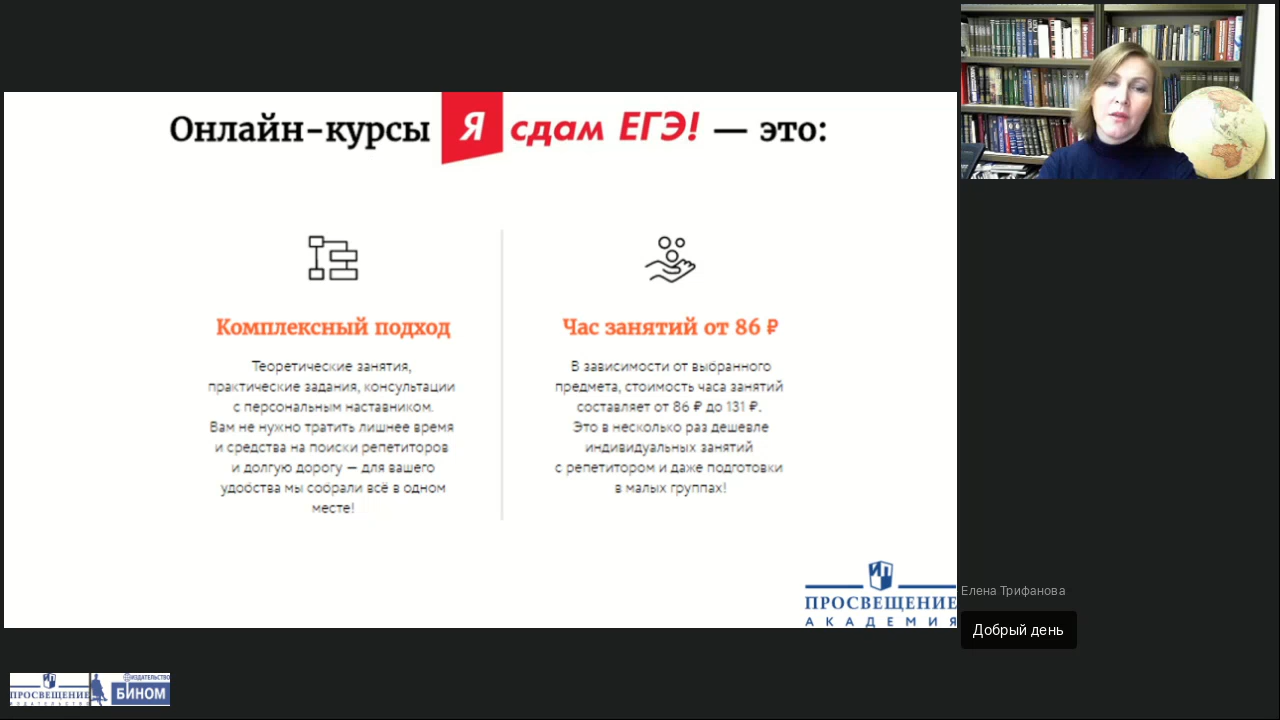 Онлайн-курсы Я сдам ЕГЭ! — это:
Комплексный подход
Теоретические занятия,
практические задания, консультации
с персональным наставником.
Вам не нужно тратить лишнее время
и средства на поиски репетиторов
и долгую дорогу — для вашего
удобства мы собрали всё в одном
месте!
Час занятий от 86 ₽
В зависимости от выбранного
предмета, стоимость часа занятий
составляет от 86 ₽ до 131 ₽.
Это в несколько раз дешевле
индивидуальных занятий
с репетитором и даже подготовки
в малых группах!
ПРОСВЕЩЕНИЕ
АКАДЕМИЯ
Елена Трифанова
Добрый день
ПРОСВЕЩЕНИЕ
ИЗДАТЕЛЬСТВО
ИЗДАТЕЛЬСТВО
БИНОМ